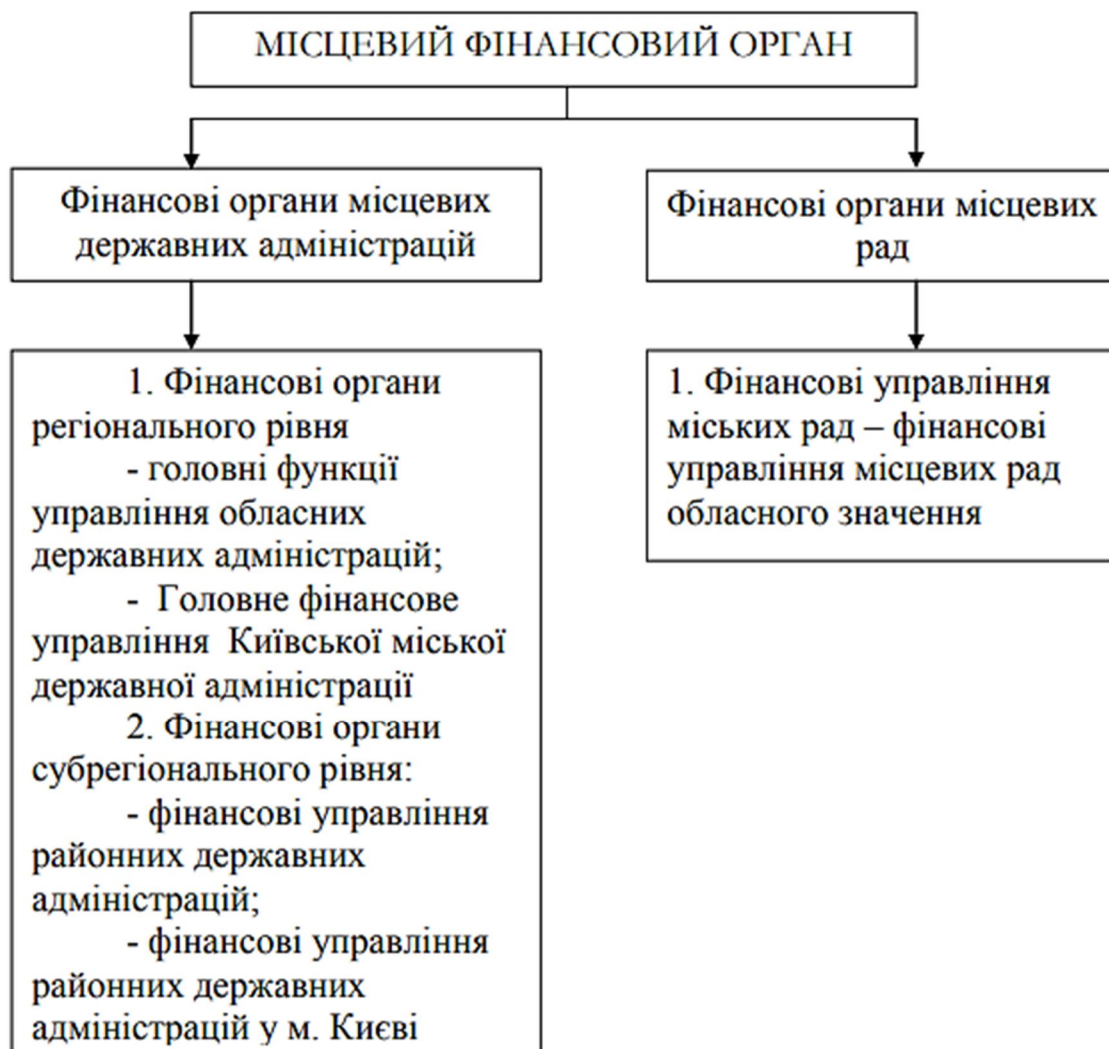 МІСЦЕВИЙ ФІНАНСОВИЙ ОРГАН
Фінансові органи місцевих
державних адміністрацій
Фінансові органи місцевих
рад
1. Фінансові органи
регіонального рівня
- головні функції
управління обласних
державних адміністрацій;
- Головне фінансове
управління Київської міської
державної адміністрації
2. Фінансові органи
субрегіонального рівня:
- фінансові управління
районних державних
адміністрацій;
- фінансові управління
районних державних
адміністрацій у м. Києві
1. Фінансові управління
міських рад – фінансові
управління місцевих рад
обласного значення